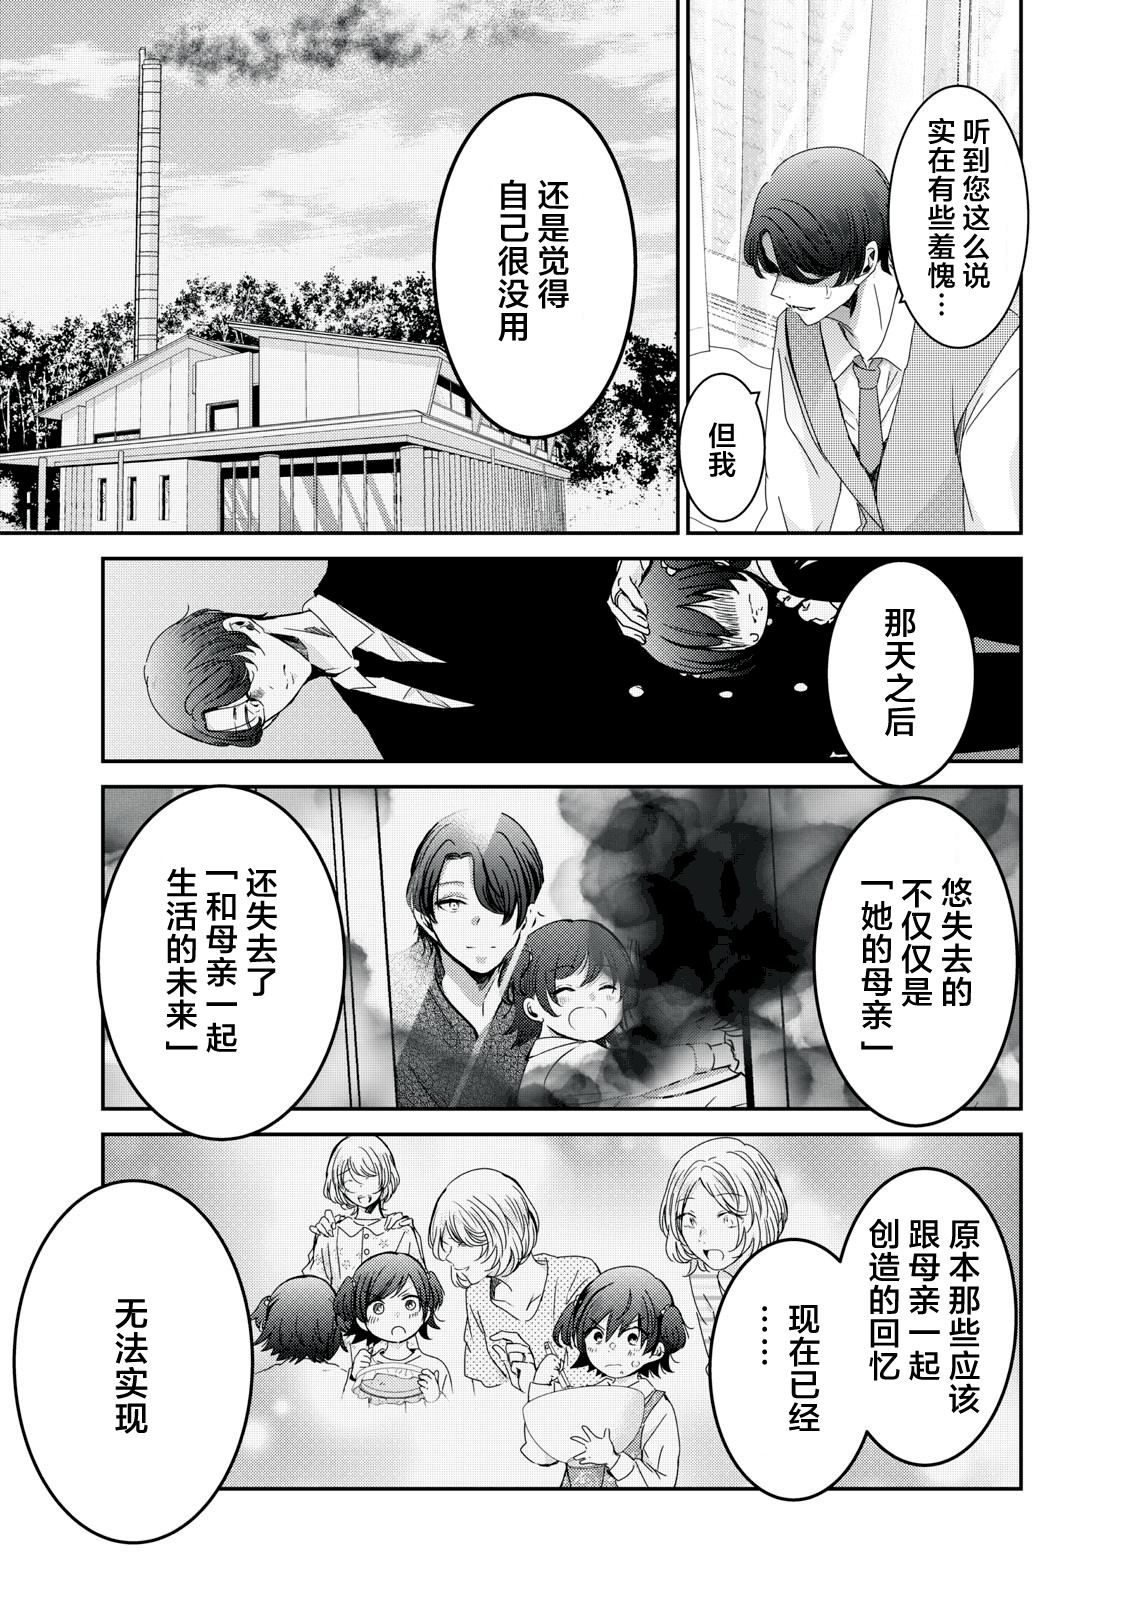 听到您这么说
实在有些羞愧…
但我
还是觉得
自己很没用
那天之后
悠失去的
不仅仅是
「她的母亲」
还失去了
「和母亲一起
生活的未来」
原本那些应该
跟母亲一起
创造的回忆
现在已经
……
无法实现